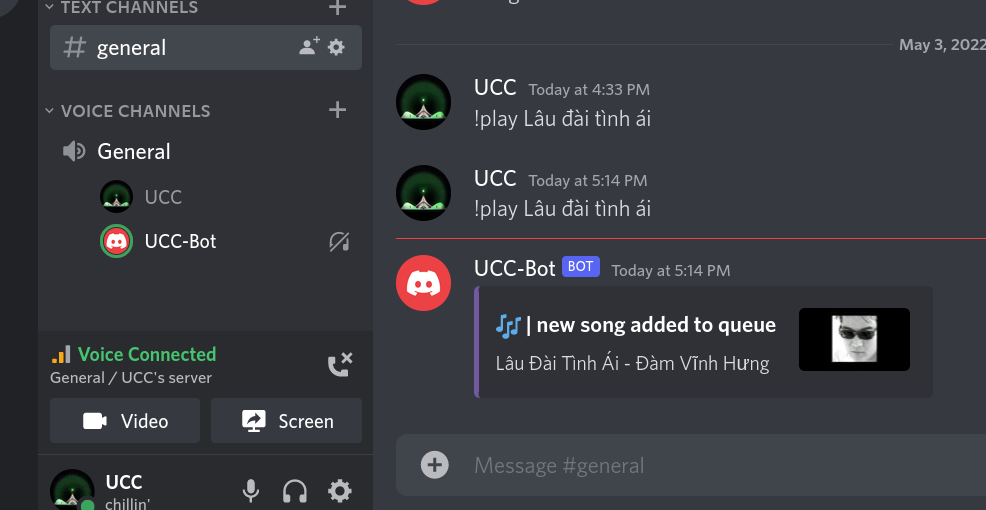 TEXT CHANNELS
general
VOICE CHANNELS
General
UCC
UCC-Bot
Voice Connected
General / UCC's server
Video
Screen
UCC
chillin'
May 3, 2022
UCC Today at 4:33 PM
!play Lâu đài tình ái
UCC Today at 5:14 PM
!play Lâu đài tình ái
UCC-Bot BOT Today at 5:14 PM
| new song added to queue
Lâu Đài Tình Ái - Đàm Vĩnh Hưng
Message #general